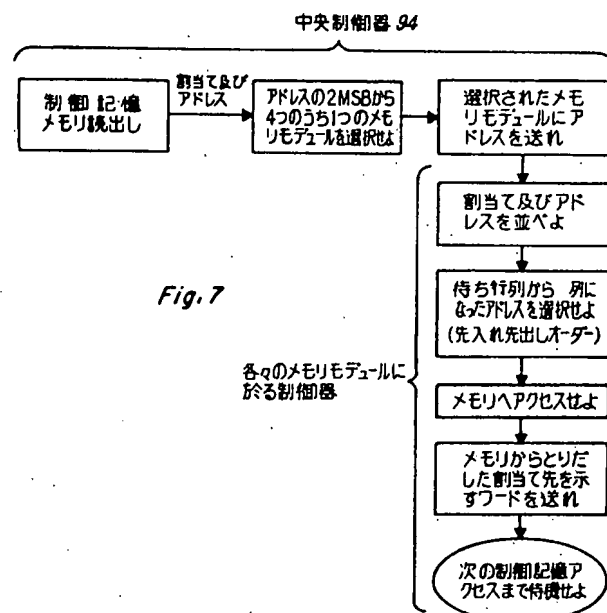 中央制御器 94
制御記憶
メモリ読出し
割当て及び
アドレス
アドレスの2MSBから
4つのうち1つのメモ
リモデュールを選択せよ
選択されたメモ
リモデュールにア
ドレスを送れ
割当て及びアド
レスを並べよ
Fig. 7
待ち行列から 列に
なったアドレスを選択せよ
(先入れ先出しオーダー)
各々のメモリモデュールに
於る制御器
メモリへアクセスせよ
メモリからとりだ
した割当て先を示
すワードを送れ
次の制御記憶ア
クセスまで待機せよ